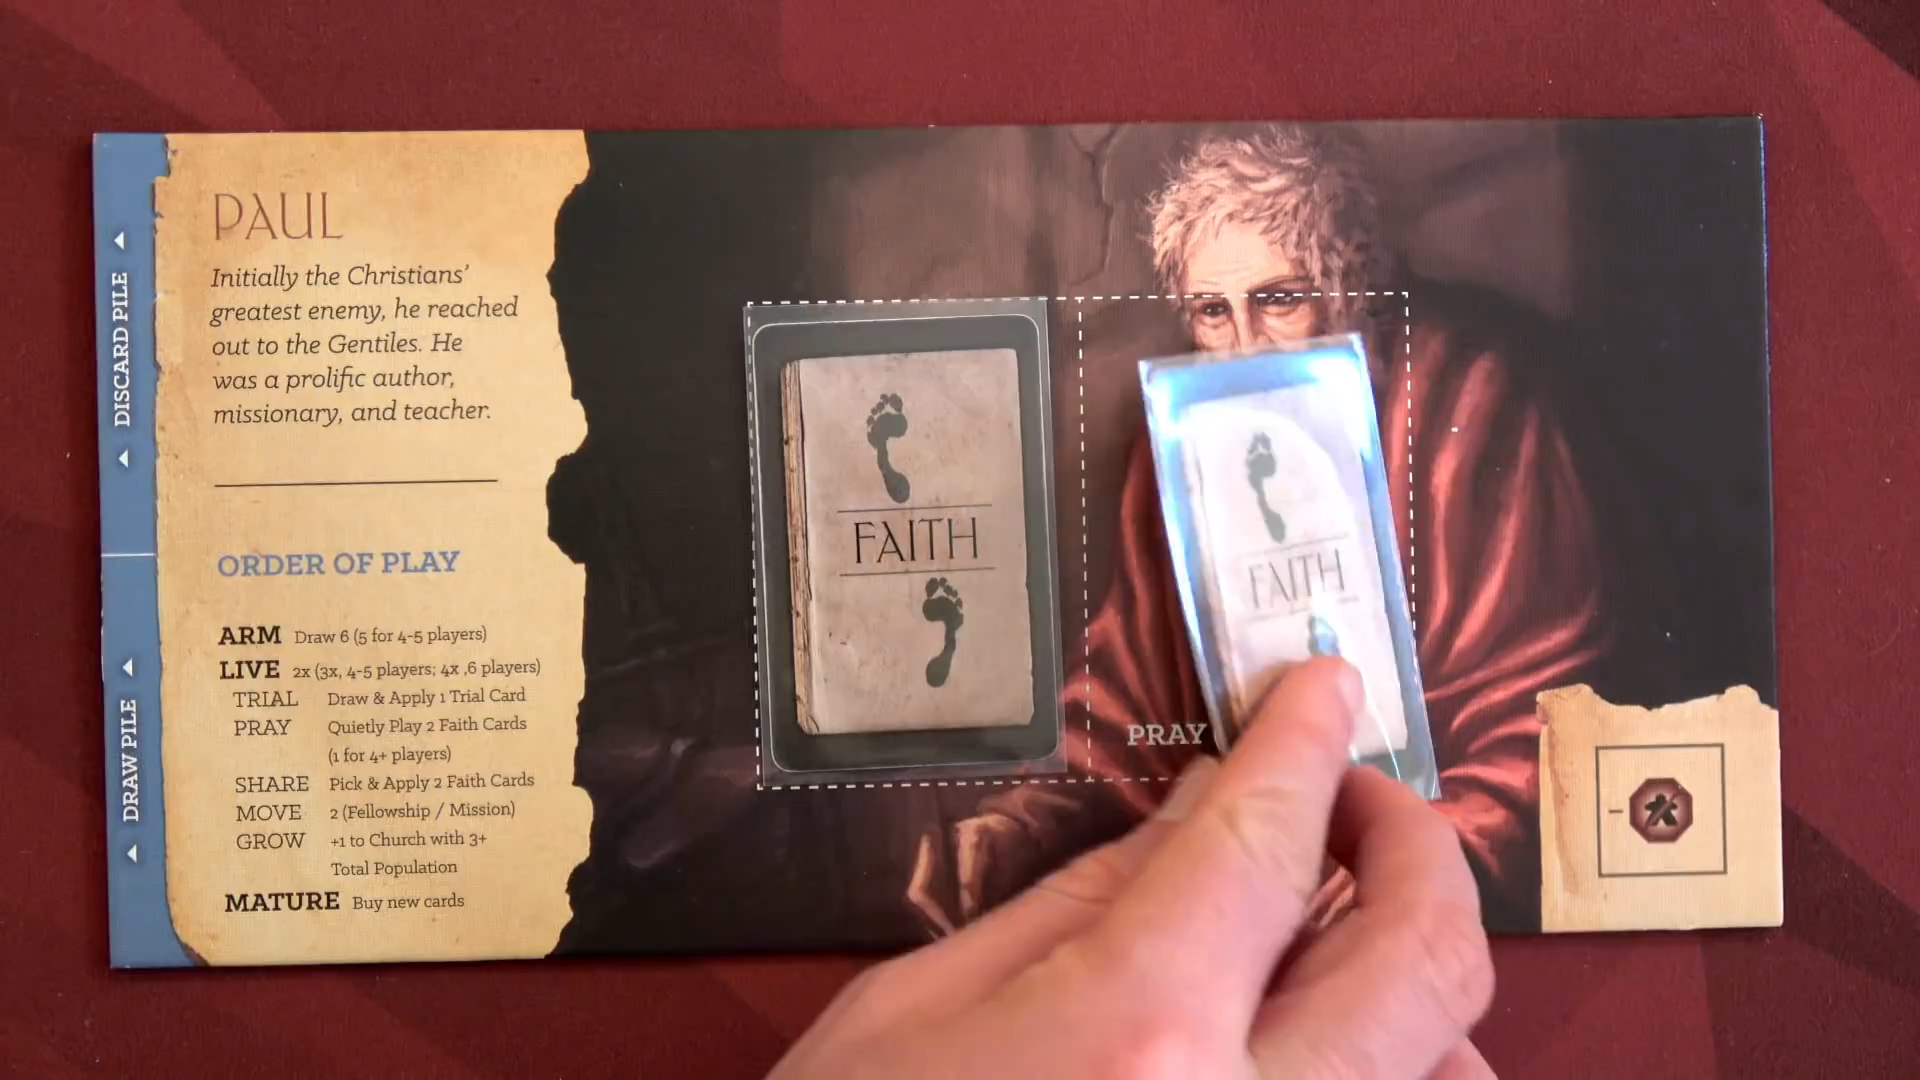 DISCARD PILE
DRAW PILE
PAUL
Initially the Christians'
greatest enemy, he reached
out to the Gentiles. He
was a prolific author,
missionary, and teacher.
ORDER OF PLAY
ARM Draw 6 (5 for 4-5 players)
LIVE 2x (3x, 4-5 players; 4x ,6 players)
TRIAL Draw & Apply 1 Trial Card
PRAY Quietly Play 2 Faith Cards
(1 for 4+ players)
SHARE Pick & Apply 2 Faith Cards
MOVE 2 (Fellowship / Mission)
GROW +1 to Church with 3+
Total Population
MATURE Buy new cards
FAITH
FAITH
PRAY